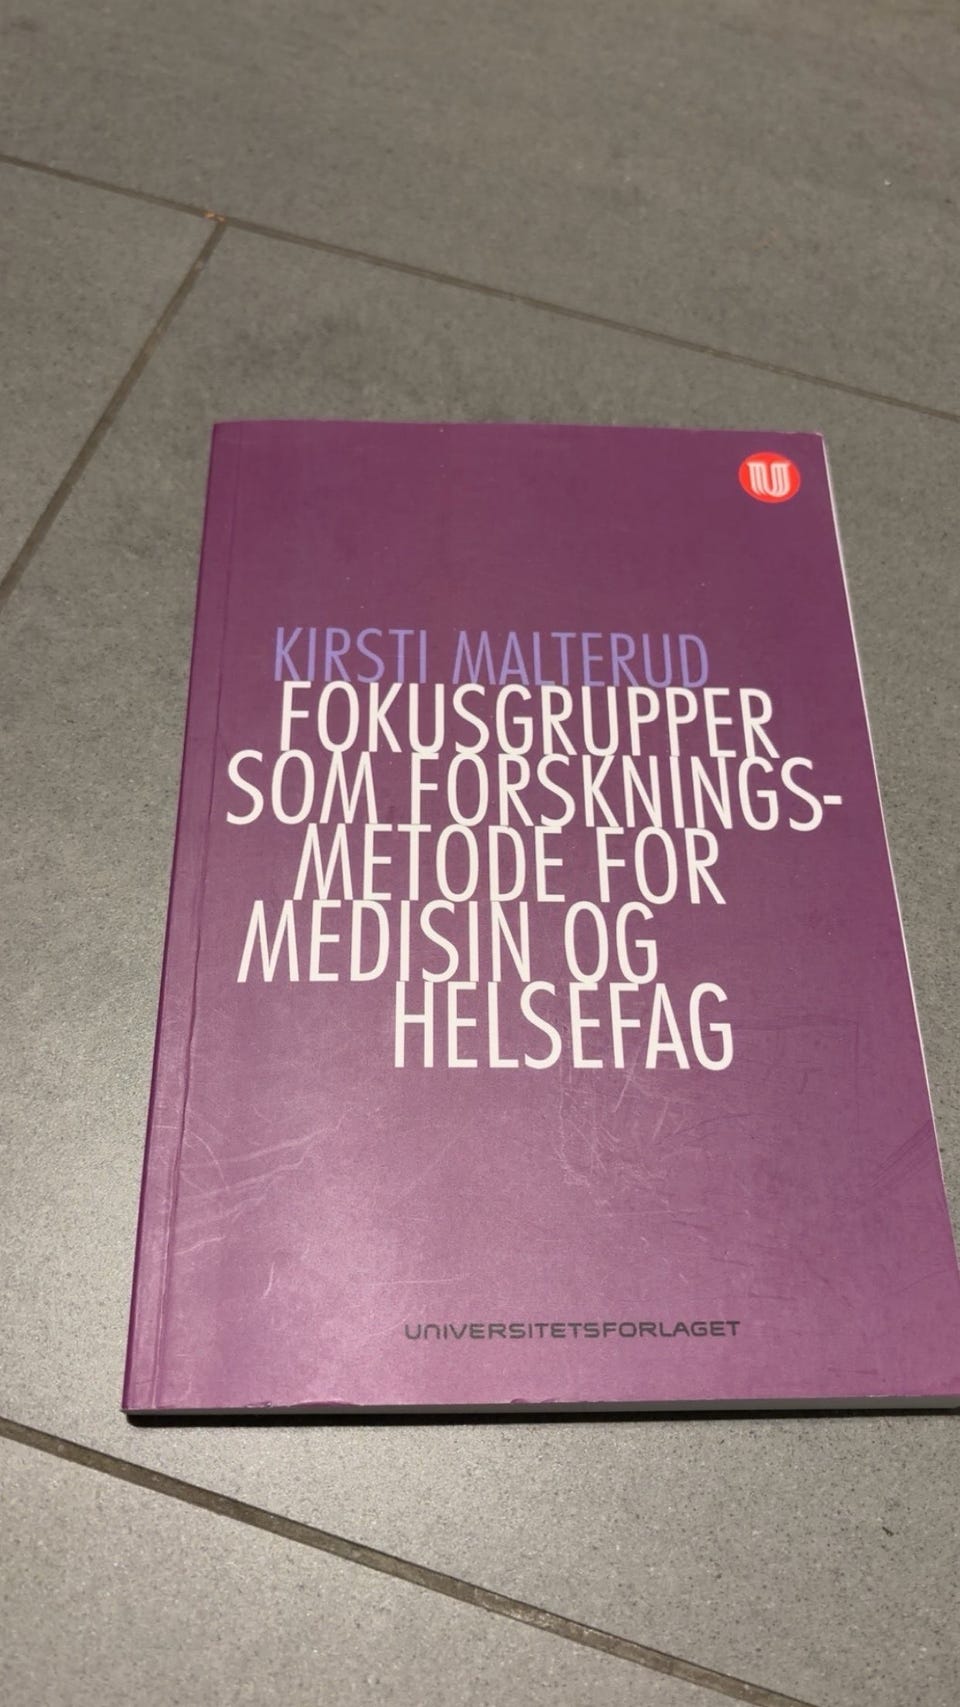 KIRSTI MALTERUD
FOKUSGRUPPER
SOM FORSKNINGS-
METODE FOR
MEDISIN OG
HELSEFAG
UNIVERSITETSFORLAGET